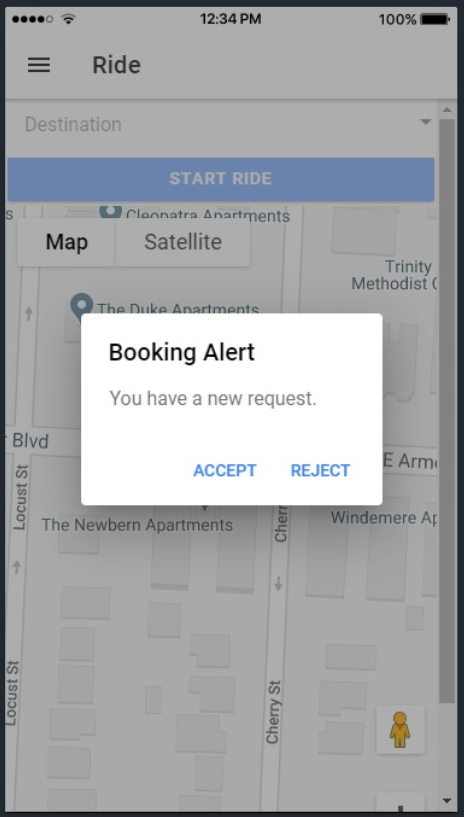 12:34 PM
100%
Ride
Destination
START RIDE
s
Cleopatra Apartments
Map
Satellite
Trinity
Methodist C
The Duke Apartments
Booking Alert
You have a new request.
r Blvd
E Arm
ACCEPT
REJECT
Locust St
Cherr
The Newbern Apartments
Windemere Ap
Locust St
Cherry St